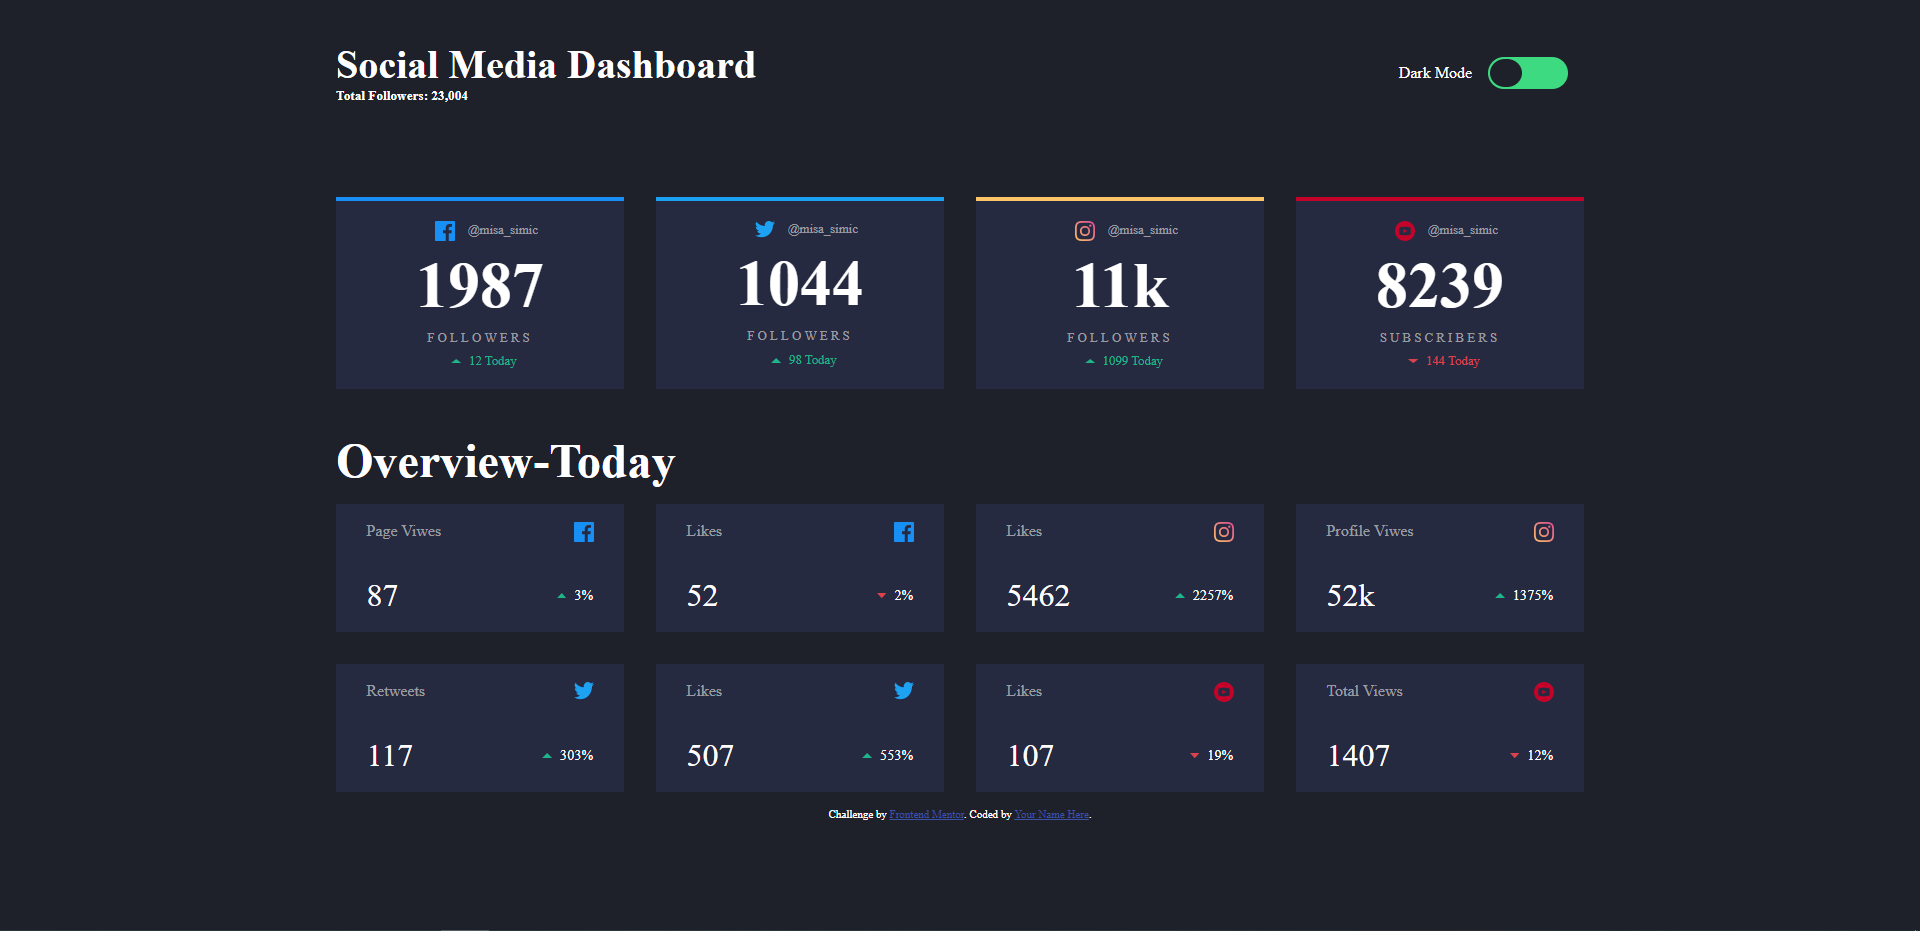 Social Media Dashboard
Total Followers: 23,004
Dark Mode
@misa_simic
1987
FOLLOWERS
12 Today
@misa_simic
1044
FOLLOWERS
98 Today
@misa_simic
11k
FOLLOWERS
1099 Today
@misa_simic
8239
SUBSCRIBERS
144 Today
Overview-Today
Page Viwes
87
3%
Likes
52
2%
Likes
5462
2257%
Profile Viwes
52k
1375%
Retweets
117
303%
Likes
507
553%
Likes
107
19%
Total Views
1407
12%
Challenge by Frontend Mentor. Coded by Your Name Here.